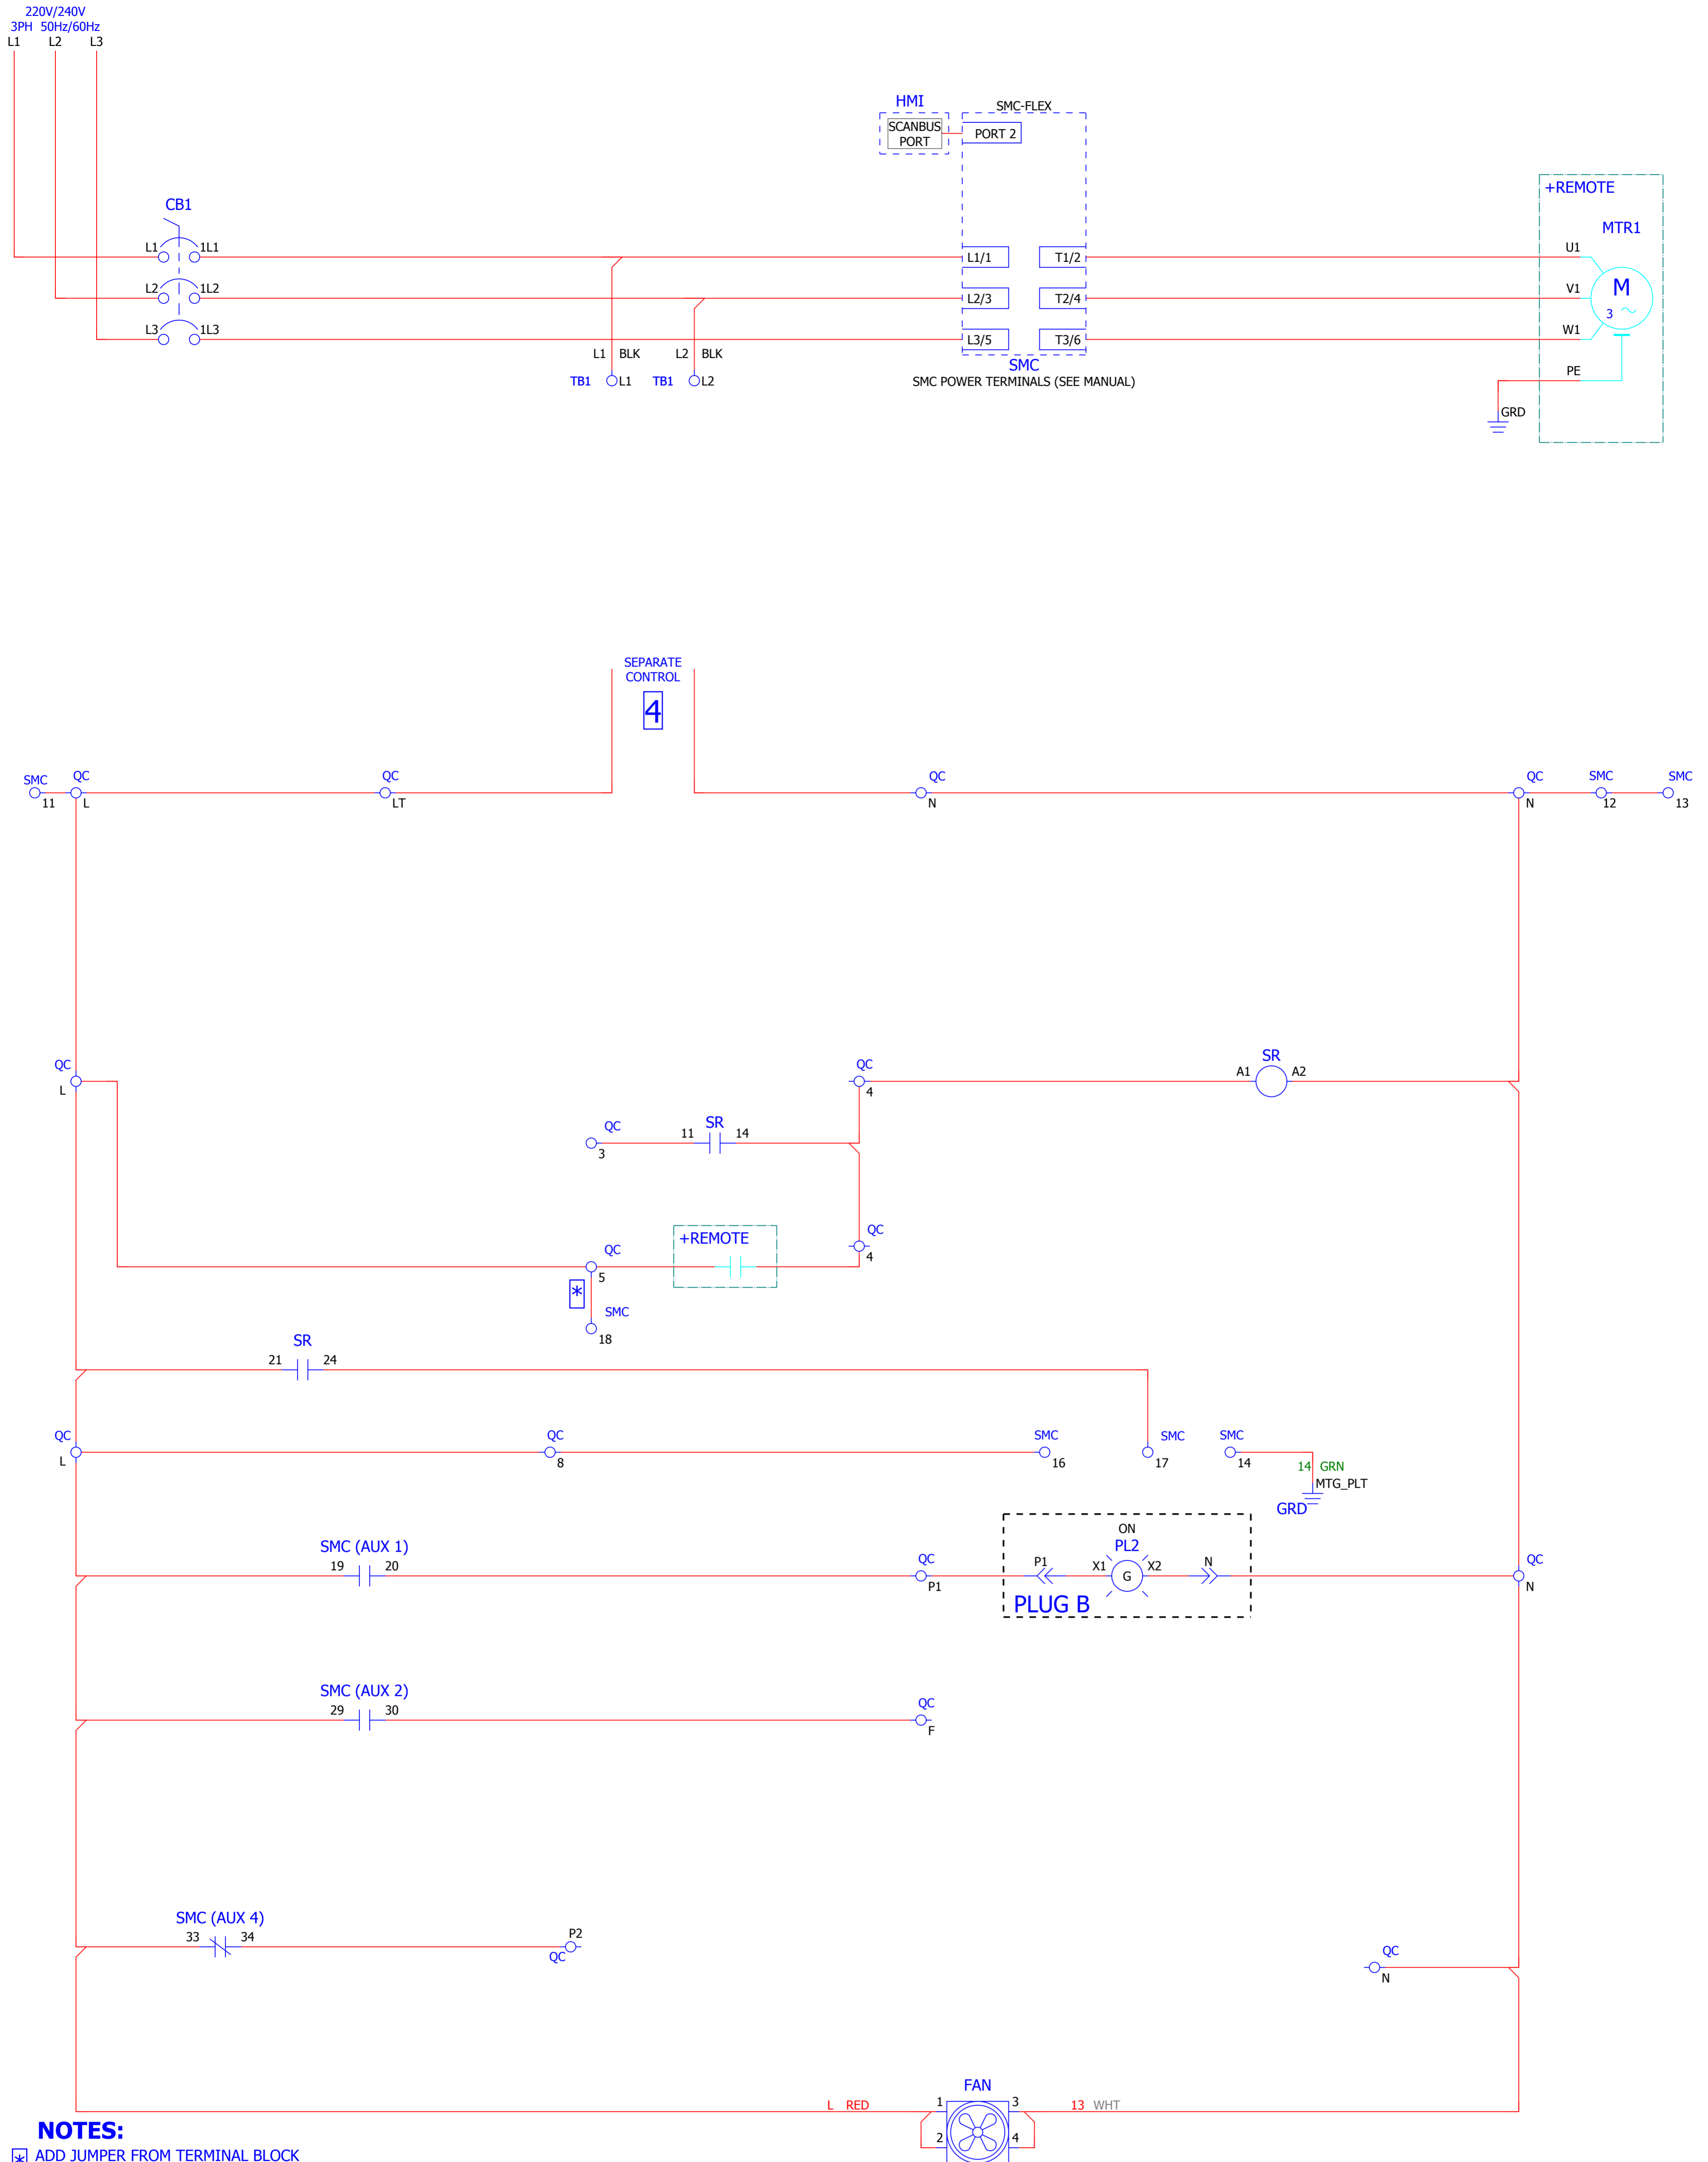 220V/240V
3PH 50Hz/60Hz
L1 L2 L3
HMI
SCANBUS
PORT
SMC-FLEX
PORT 2
+REMOTE
MTR1
CB1
L1 1L1
L1/1 T1/2
U1
L2 1L2
L2/3 T2/4
V1
M
3
L3 1L3
L3/5 T3/6
W1
L1 BLK L2 BLK
TB1 L1 TB1 L2
SMC
SMC POWER TERMINALS (SEE MANUAL)
PE
GRD
SEPARATE
CONTROL
4
SMC QC QC QC QC SMC SMC
11 L LT N N 12 13
QC QC SR
L 4 A1 A2
QC SR
3 11 14
QC
4
+REMOTE
QC
5
*
SMC
18
SR
21 24
QC QC SMC SMC SMC
L 8 16 17 14
14 GRN
MTG_PLT
GRD
SMC (AUX 1)
19 20
QC
P1
ON
PL2
P1 X1 G X2 N
PLUG B
QC
N
SMC (AUX 2)
29 30
QC
F
SMC (AUX 4)
33 34
P2
QC
QC
N
FAN
L RED 1 3 13 WHT
2 4
NOTES:
* ADD JUMPER FROM TERMINAL BLOCK